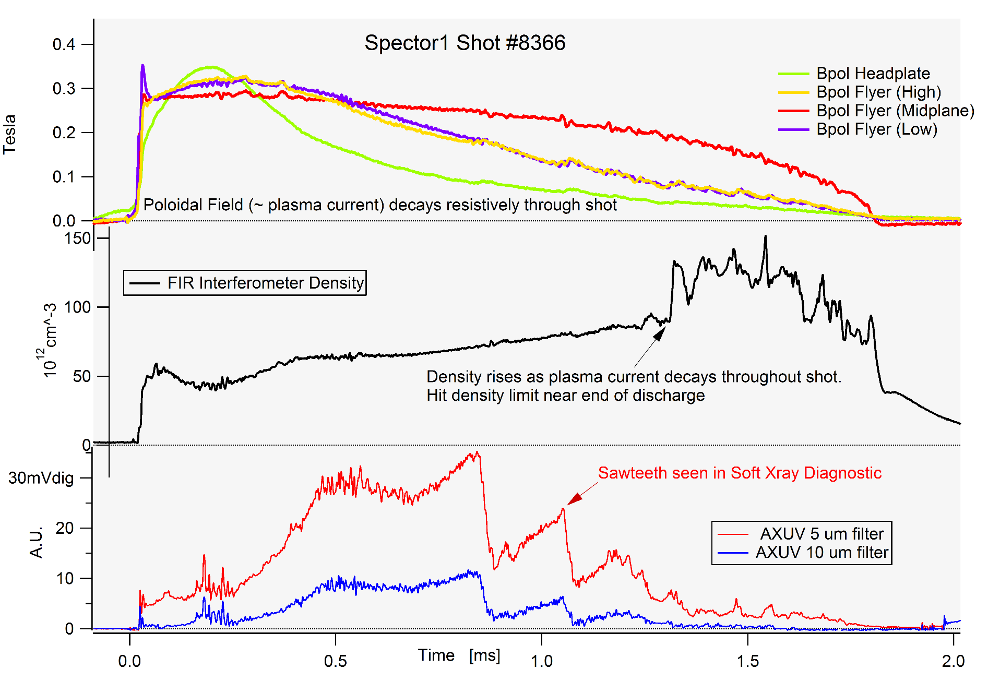 Spector1 Shot #8366
0.4
0.3
0.2
0.1
0.0
Tesla
Bpol Headplate
Bpol Flyer (High)
Bpol Flyer (Midplane)
Bpol Flyer (Low)
Poloidal Field (~ plasma current) decays resistively through shot
150
100
50
0
10^12 cm^-3
FIR Interferometer Density
Density rises as plasma current decays throughout shot.
Hit density limit near end of discharge
30mVdig
20
10
0
A.U.
Sawteeth seen in Soft Xray Diagnostic
AXUV 5 um filter
AXUV 10 um filter
0.0
0.5
1.0
1.5
2.0
Time [ms]